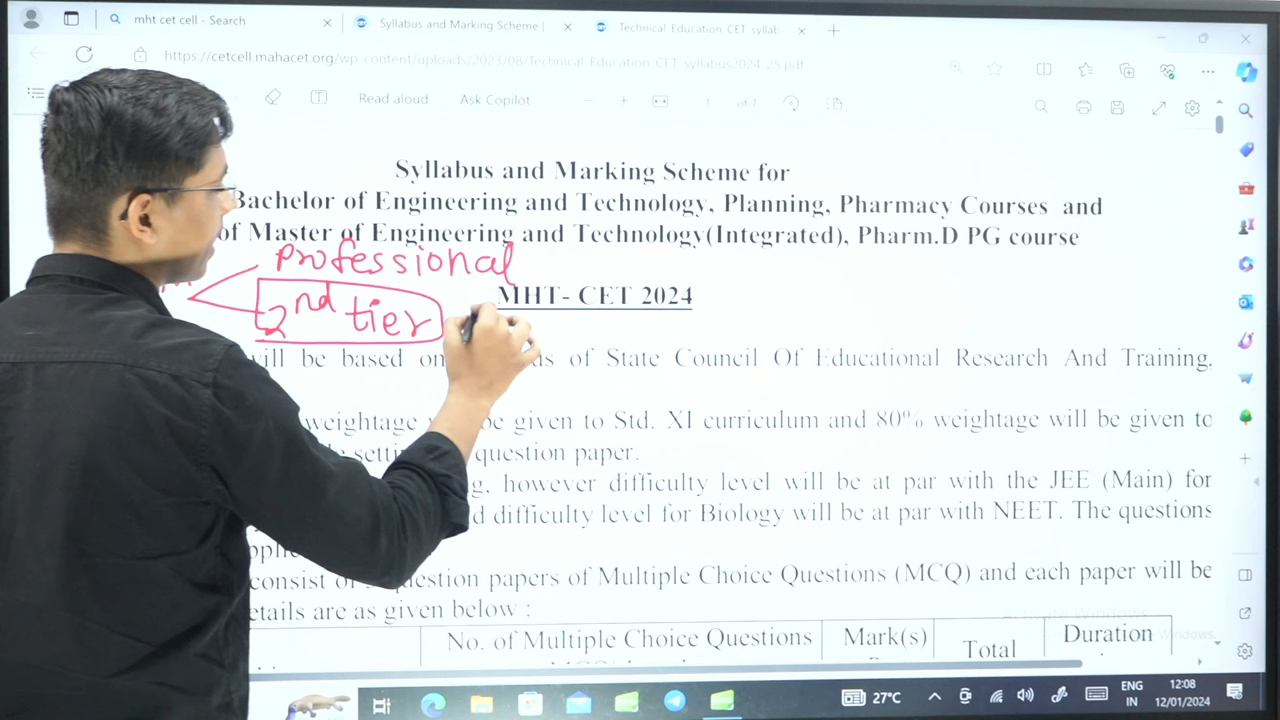 mht cet cell - Search
Syllabus and Marking Scheme |
Technical Education CET syllab
https://cetcell.mahacet.org/wp-content/uploads/2023/08/Technical-Education-CET-syllabus2024-25.pdf
Read aloud
Ask Copilot
1 of 7
Syllabus and Marking Scheme for
Bachelor of Engineering and Technology, Planning, Pharmacy Courses and
of Master of Engineering and Technology(Integrated), Pharm.D PG course
Professional
MHT- CET 2024
2nd tier
will be based on of State Council Of Educational Research And Training,
weightage be given to Std. XI curriculum and 80% weightage will be given to
question paper.
however difficulty level will be at par with the JEE (Main) for
difficulty level for Biology will be at par with NEET. The questions
consist of question papers of Multiple Choice Questions (MCQ) and each paper will be
etails are as given below :
No. of Multiple Choice Questions
Mark(s)
Total
Duration
27°C
ENG
IN
12:08
12/01/2024